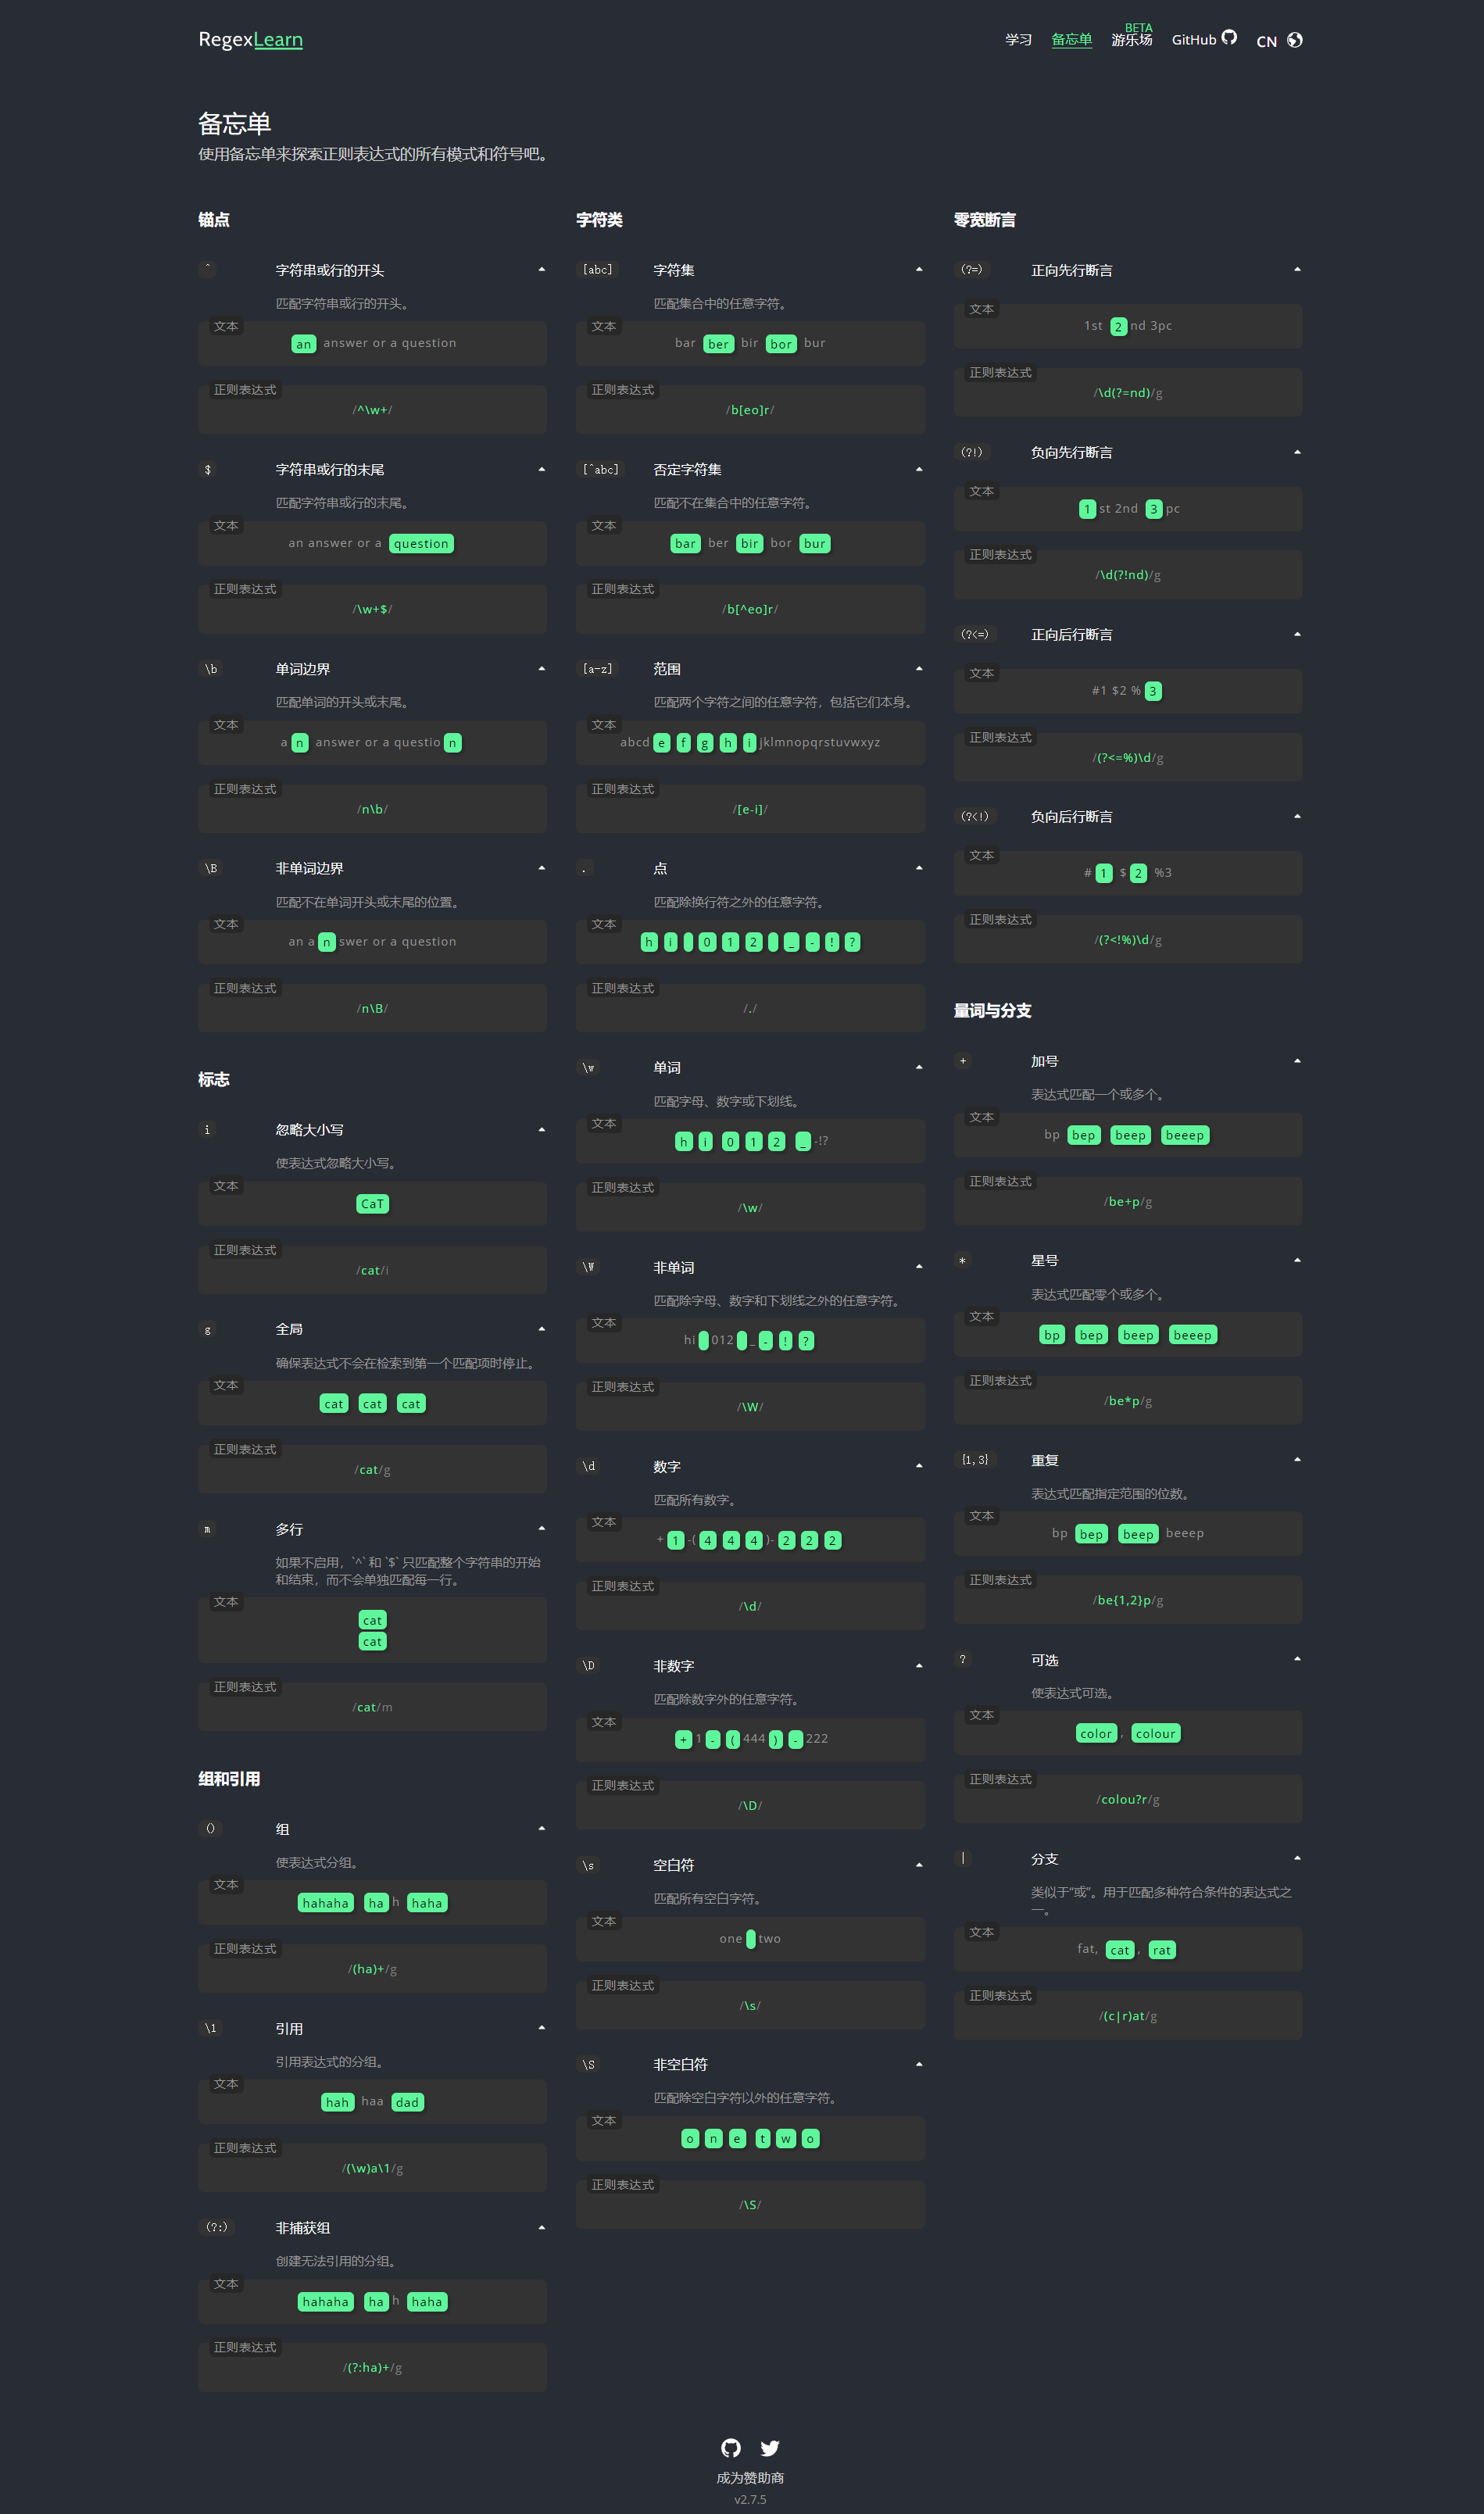 RegexLearn
学习
备忘单
BETA
游乐场
GitHub
CN
备忘单
使用备忘单来探索正则表达式的所有模式和符号吧。
锚点
^ 字符串或行的开头
匹配字符串或行的开头。
文本
an answer or a question
正则表达式
/^\w+/
$ 字符串或行的末尾
匹配字符串或行的末尾。
文本
an answer or a question
正则表达式
/\w+$/
\b 单词边界
匹配单词的开头或末尾。
文本
an answer or a question
正则表达式
/n\b/
\B 非单词边界
匹配不在单词开头或末尾的位置。
文本
an answer or a question
正则表达式
/n\B/
标志
i 忽略大小写
使表达式忽略大小写。
文本
CaT
正则表达式
/cat/i
g 全局
确保表达式不会在检索到第一个匹配项时停止。
文本
cat cat cat
正则表达式
/cat/g
m 多行
如果不启用，`^` 和 `$` 只匹配整个字符串的开始
和结束，而不会单独匹配每一行。
文本
cat
cat
正则表达式
/cat/m
组和引用
() 组
使表达式分组。
文本
hahaha hah haha
正则表达式
/(ha)+/g
\1 引用
引用表达式的分组。
文本
hah haa dad
正则表达式
/(\w)a\1/g
(?:) 非捕获组
创建无法引用的分组。
文本
hahaha hah haha
正则表达式
/(?:ha)+/g
字符类
[abc] 字符集
匹配集合中的任意字符。
文本
bar ber bir bor bur
正则表达式
/b[eo]r/
[^abc] 否定字符集
匹配不在集合中的任意字符。
文本
bar ber bir bor bur
正则表达式
/b[^eo]r/
[a-z] 范围
匹配两个字符之间的任意字符，包括它们本身。
文本
abcdefghijklmnopqrstuvwxyz
正则表达式
/[e-i]/
. 点
匹配除换行符之外的任意字符。
文本
hi 012 _-!?
正则表达式
/./
\w 单词
匹配字母、数字或下划线。
文本
hi 012 _-!?
正则表达式
/\w/
\W 非单词
匹配除字母、数字和下划线之外的任意字符。
文本
hi 012 _-!?
正则表达式
/\W/
\d 数字
匹配所有数字。
文本
+1-(444)-222
正则表达式
/\d/
\D 非数字
匹配除数字外的任意字符。
文本
+1-(444)-222
正则表达式
/\D/
\s 空白符
匹配所有空白字符。
文本
one two
正则表达式
/\s/
\S 非空白符
匹配除空白字符以外的任意字符。
文本
one two
正则表达式
/\S/
零宽断言
(?=) 正向先行断言
文本
1st 2nd 3pc
正则表达式
/\d(?=nd)/g
(?!) 负向先行断言
文本
1st 2nd 3pc
正则表达式
/\d(?!nd)/g
(?<=) 正向后行断言
文本
#1 $2 %3
正则表达式
/(?<=%)\d/g
(?<!) 负向后行断言
文本
#1 $2 %3
正则表达式
/(?<!%)\d/g
量词与分支
+ 加号
表达式匹配一个或多个。
文本
bp bep beep beeep
正则表达式
/be+p/g
* 星号
表达式匹配零个或多个。
文本
bp bep beep beeep
正则表达式
/be*p/g
{1,3} 重复
表达式匹配指定范围的位数。
文本
bp bep beep beeep
正则表达式
/be{1,2}p/g
? 可选
使表达式可选。
文本
color, colour
正则表达式
/colou?r/g
| 分支
类似于“或”。用于匹配多种符合条件的表达式之
一。
文本
fat, cat, rat
正则表达式
/(c|r)at/g
成为赞助商
v2.7.5